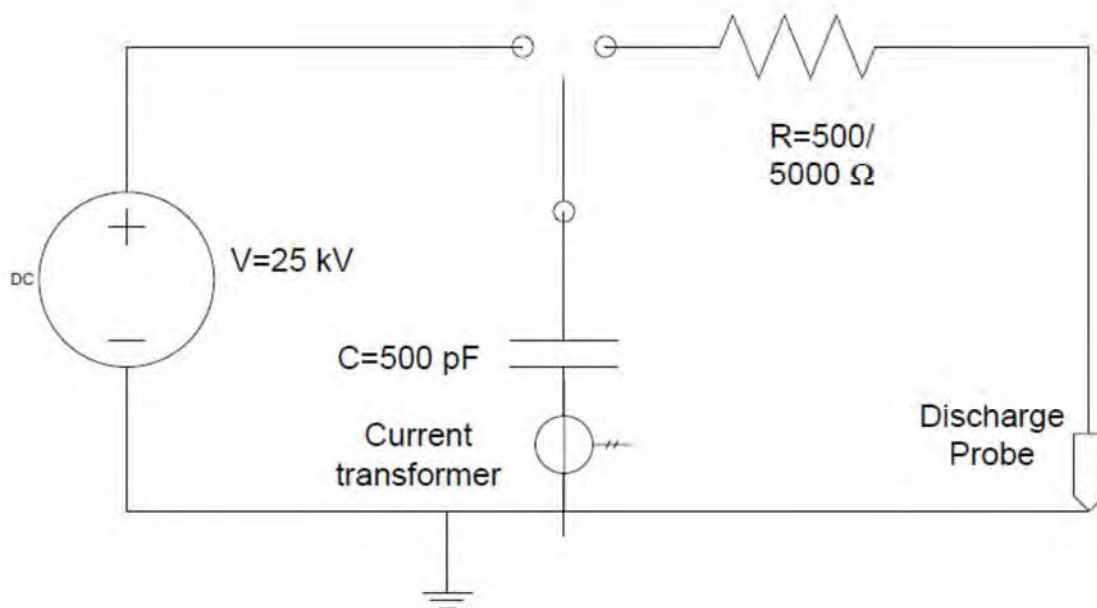 R=500/
5000 Ω
+
DC
V=25 kV
−
C=500 pF
Current
transformer
Discharge
Probe